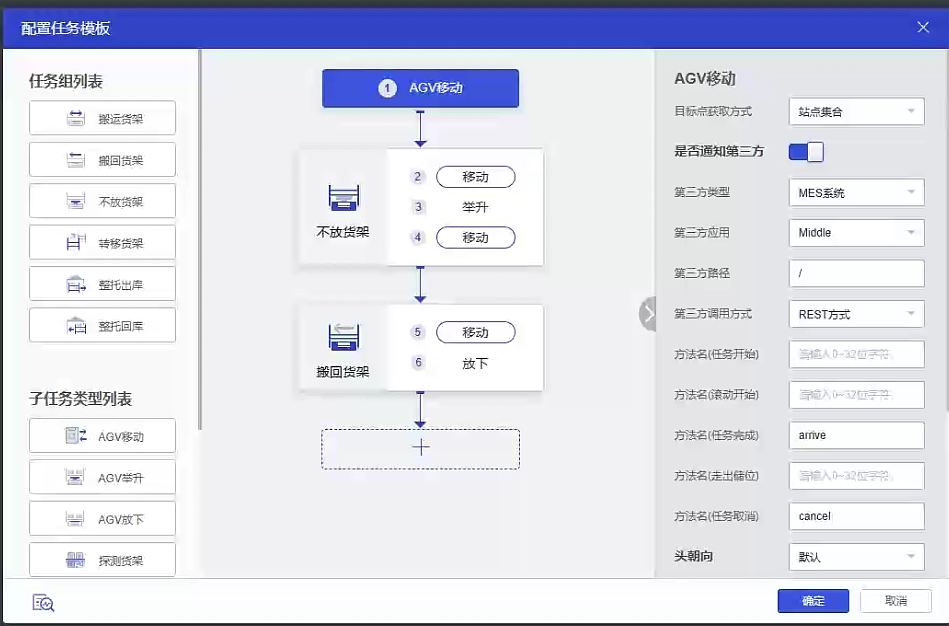 配置任务模板
任务组列表
搬运货架
搬回货架
不放货架
转移货架
整托出库
整托回库
子任务类型列表
AGV移动
AGV举升
AGV放下
探测货架
1 AGV移动
不放货架
2 移动
3 举升
4 移动
搬回货架
5 移动
6 放下
+
AGV移动
目标点获取方式 站点集合
是否通知第三方
第三方类型 MES系统
第三方应用 Middle
第三方路径 /
第三方调用方式 REST方式
方法名(任务开始) 请输入0~32位字符
方法名(滚动开始) 请输入0~32位字符
方法名(任务完成) arrive
方法名(走出储位) 请输入0~32位字符
方法名(任务取消) cancel
头朝向 默认
确定
取消